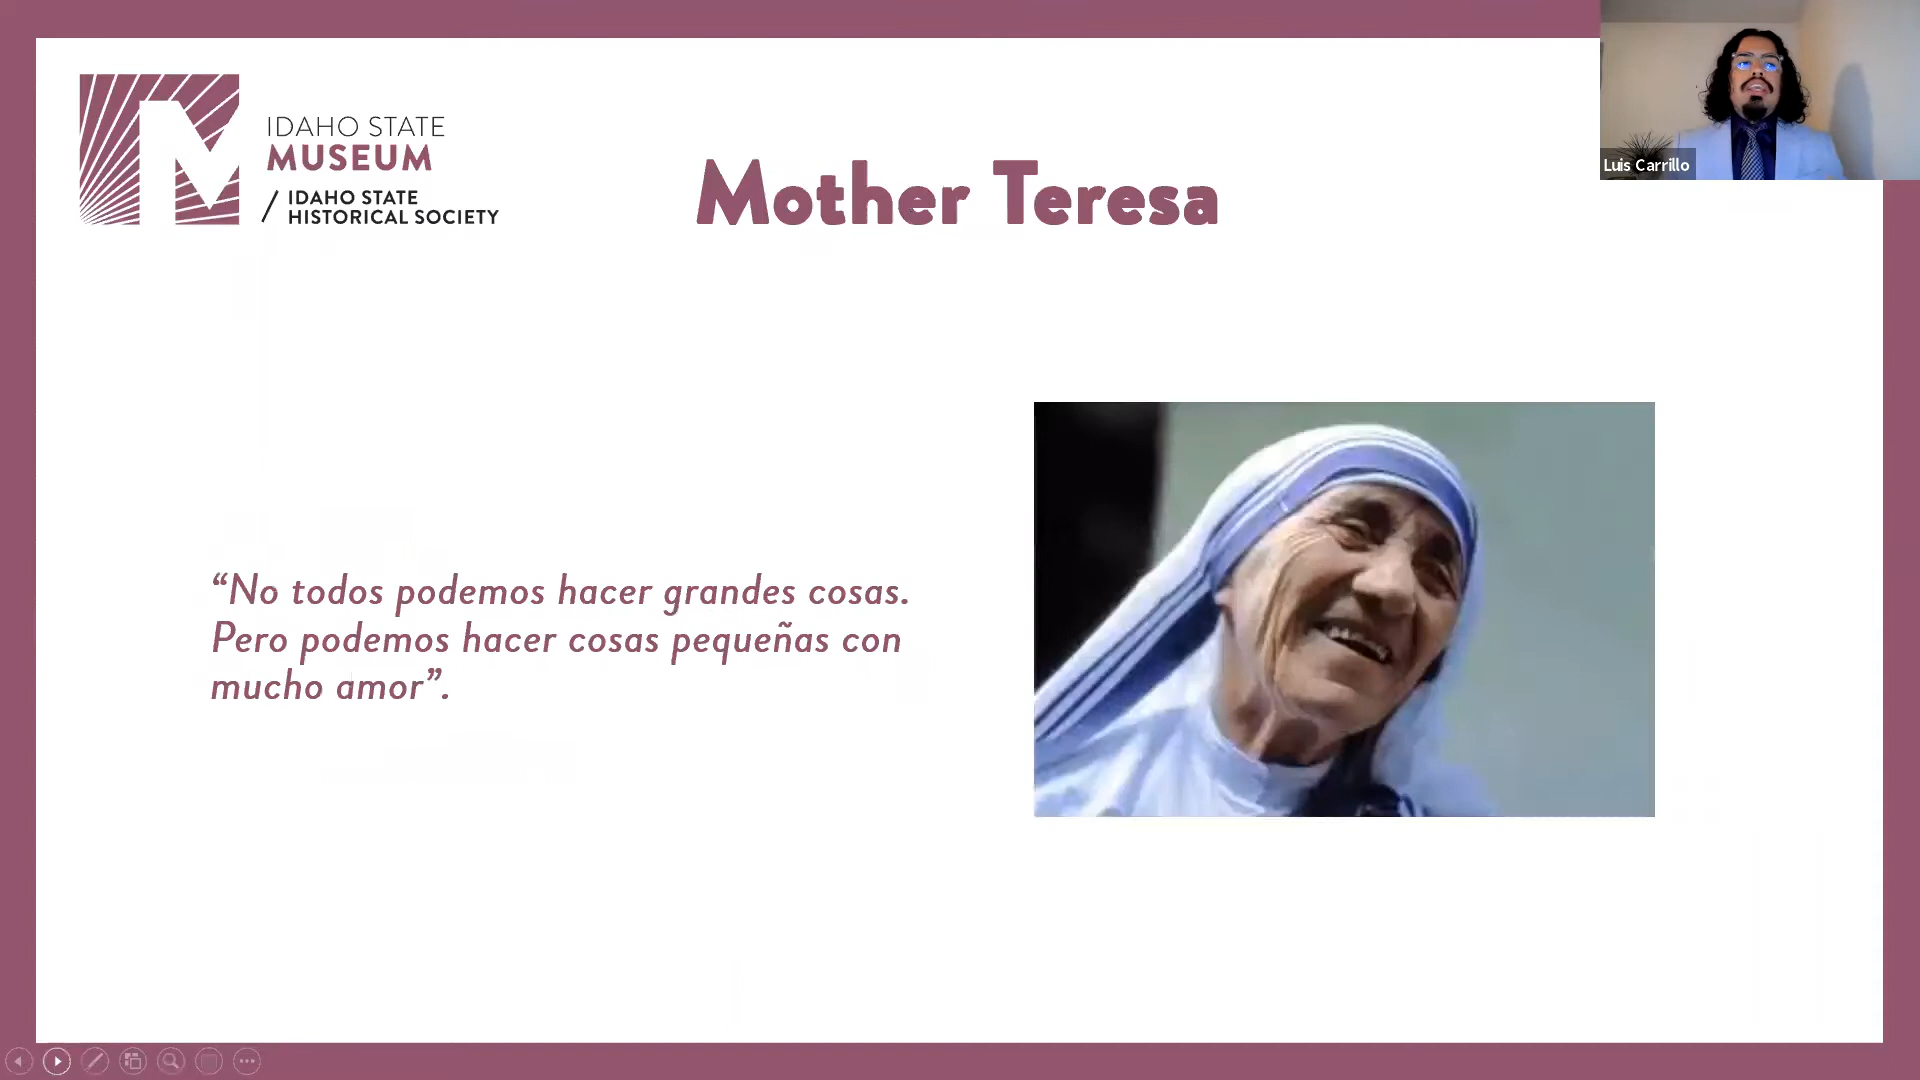 IDAHO STATE
MUSEUM
/ IDAHO STATE
HISTORICAL SOCIETY
Mother Teresa
Luis Carrillo
“No todos podemos hacer grandes cosas.
Pero podemos hacer cosas pequeñas con
mucho amor”.